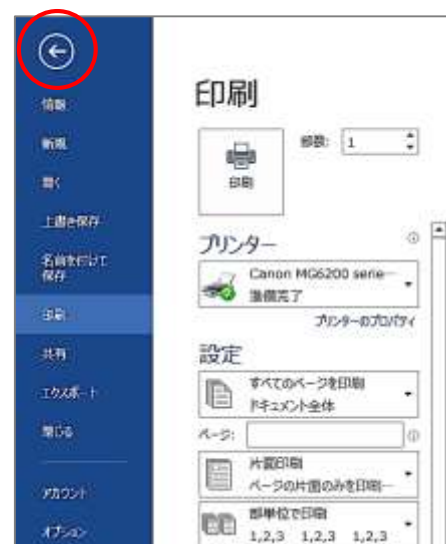 情報
新規
開く
上書き保存
名前を付けて
保存
印刷
共有
エクスポート
閉じる
アカウント
オプション
印刷
印刷
部数: 1
プリンター
Canon MG6200 serie...
準備完了
プリンターのプロパティ
設定
すべてのページを印刷
ドキュメント全体
ページ:
片面印刷
ページの片面のみを印刷...
部単位で印刷
1,2,3 1,2,3 1,2,3